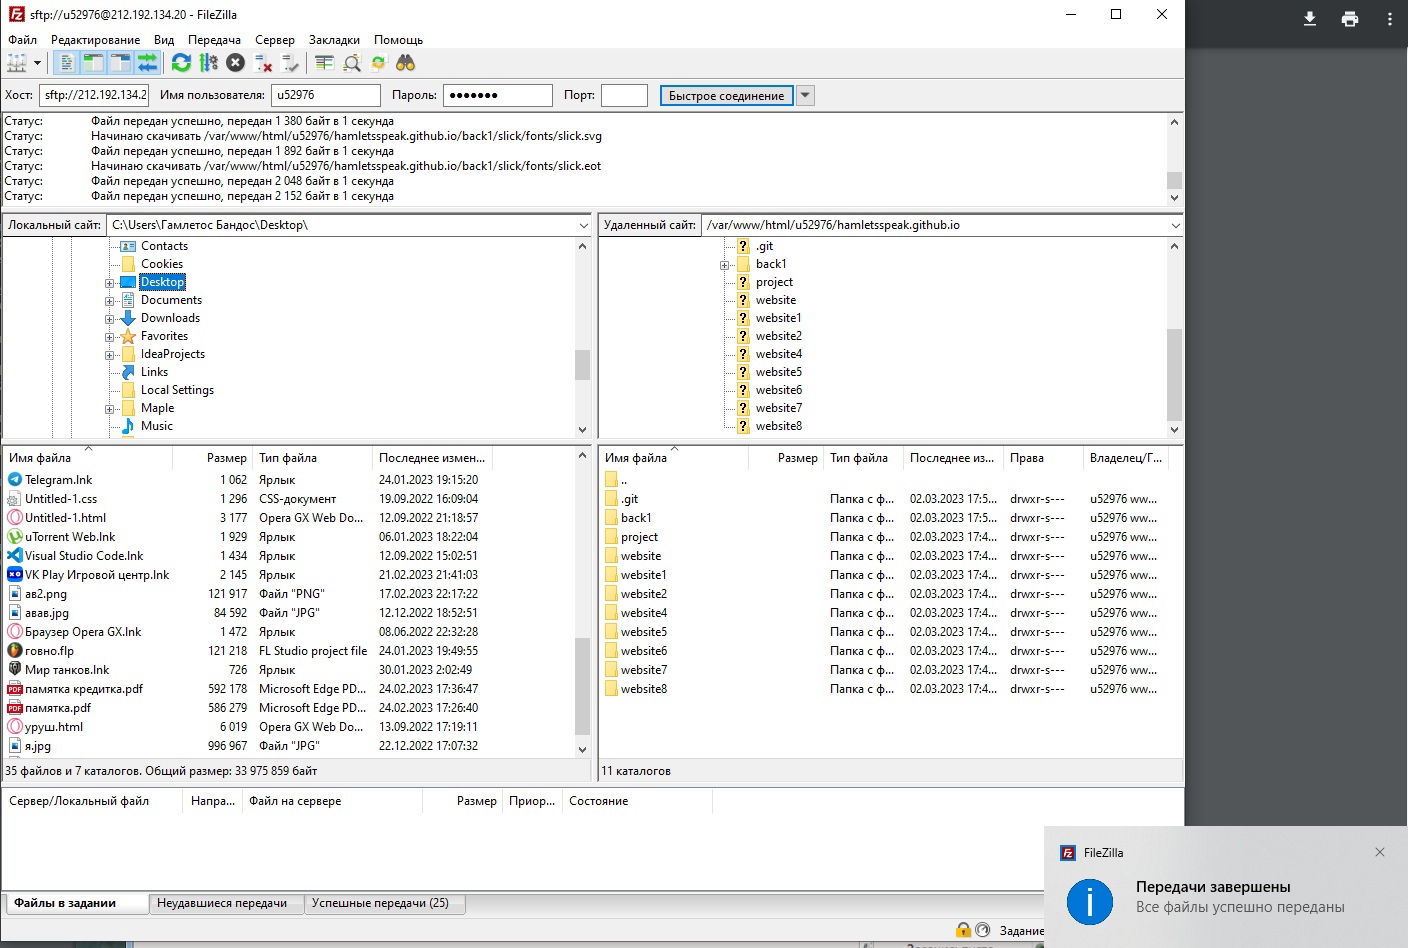 sftp://u52976@212.192.134.20 - FileZilla
Файл Редактирование Вид Передача Сервер Закладки Помощь
Хост: sftp://212.192.134.2 Имя пользователя: u52976 Пароль: ●●●●●●● Порт: Быстрое соединение
Статус: Файл передан успешно, передан 1 380 байт в 1 секунда
Статус: Начинаю скачивать /var/www/html/u52976/hamletsspeak.github.io/back1/slick/fonts/slick.svg
Статус: Файл передан успешно, передан 1 892 байт в 1 секунда
Статус: Начинаю скачивать /var/www/html/u52976/hamletsspeak.github.io/back1/slick/fonts/slick.eot
Статус: Файл передан успешно, передан 2 048 байт в 1 секунда
Статус: Файл передан успешно, передан 2 152 байт в 1 секунда
Локальный сайт: C:\Users\Гамлетос Бандос\Desktop\
Contacts
Cookies
Desktop
Documents
Downloads
Favorites
IdeaProjects
Links
Local Settings
Maple
Music
Удаленный сайт: /var/www/html/u52976/hamletsspeak.github.io
.git
back1
project
website
website1
website2
website4
website5
website6
website7
website8
Имя файла Размер Тип файла Последнее измен...
Telegram.lnk 1 062 Ярлык 24.01.2023 19:15:20
Untitled-1.css 1 296 CSS-документ 19.09.2022 16:09:04
Untitled-1.html 3 177 Opera GX Web Do... 12.09.2022 21:18:57
uTorrent Web.lnk 1 929 Ярлык 06.01.2023 18:22:04
Visual Studio Code.lnk 1 434 Ярлык 12.09.2022 15:02:51
VK Play Игровой центр.lnk 2 145 Ярлык 21.02.2023 21:41:03
ав2.png 121 917 Файл "PNG" 17.02.2023 22:17:22
авав.jpg 84 592 Файл "JPG" 12.12.2022 18:52:51
Браузер Opera GX.lnk 1 472 Ярлык 08.06.2022 22:32:28
говно.flp 121 218 FL Studio project file 24.01.2023 19:49:55
Мир танков.lnk 726 Ярлык 30.01.2023 2:02:49
памятка кредитка.pdf 592 178 Microsoft Edge PD... 24.02.2023 17:36:47
памятка.pdf 586 279 Microsoft Edge PD... 24.02.2023 17:26:40
уруш.html 6 019 Opera GX Web Do... 13.09.2022 17:19:11
я.jpg 996 967 Файл "JPG" 22.12.2022 17:07:32
35 файлов и 7 каталогов. Общий размер: 33 975 859 байт
Имя файла Размер Тип файла Последнее из... Права Владелец/Г...
..
.git Папка с ф... 02.03.2023 17:5... drwxr-s--- u52976 ww...
back1 Папка с ф... 02.03.2023 17:5... drwxr-s--- u52976 ww...
project Папка с ф... 02.03.2023 17:4... drwxr-s--- u52976 ww...
website Папка с ф... 02.03.2023 17:4... drwxr-s--- u52976 ww...
website1 Папка с ф... 02.03.2023 17:4... drwxr-s--- u52976 ww...
website2 Папка с ф... 02.03.2023 17:4... drwxr-s--- u52976 ww...
website4 Папка с ф... 02.03.2023 17:4... drwxr-s--- u52976 ww...
website5 Папка с ф... 02.03.2023 17:4... drwxr-s--- u52976 ww...
website6 Папка с ф... 02.03.2023 17:4... drwxr-s--- u52976 ww...
website7 Папка с ф... 02.03.2023 17:4... drwxr-s--- u52976 ww...
website8 Папка с ф... 02.03.2023 17:4... drwxr-s--- u52976 ww...
11 каталогов
Сервер/Локальный файл Напра... Файл на сервере Размер Приор... Состояние
Файлы в задании Неудавшиеся передачи Успешные передачи (25)
Задание
FileZilla
Передачи завершены
Все файлы успешно переданы